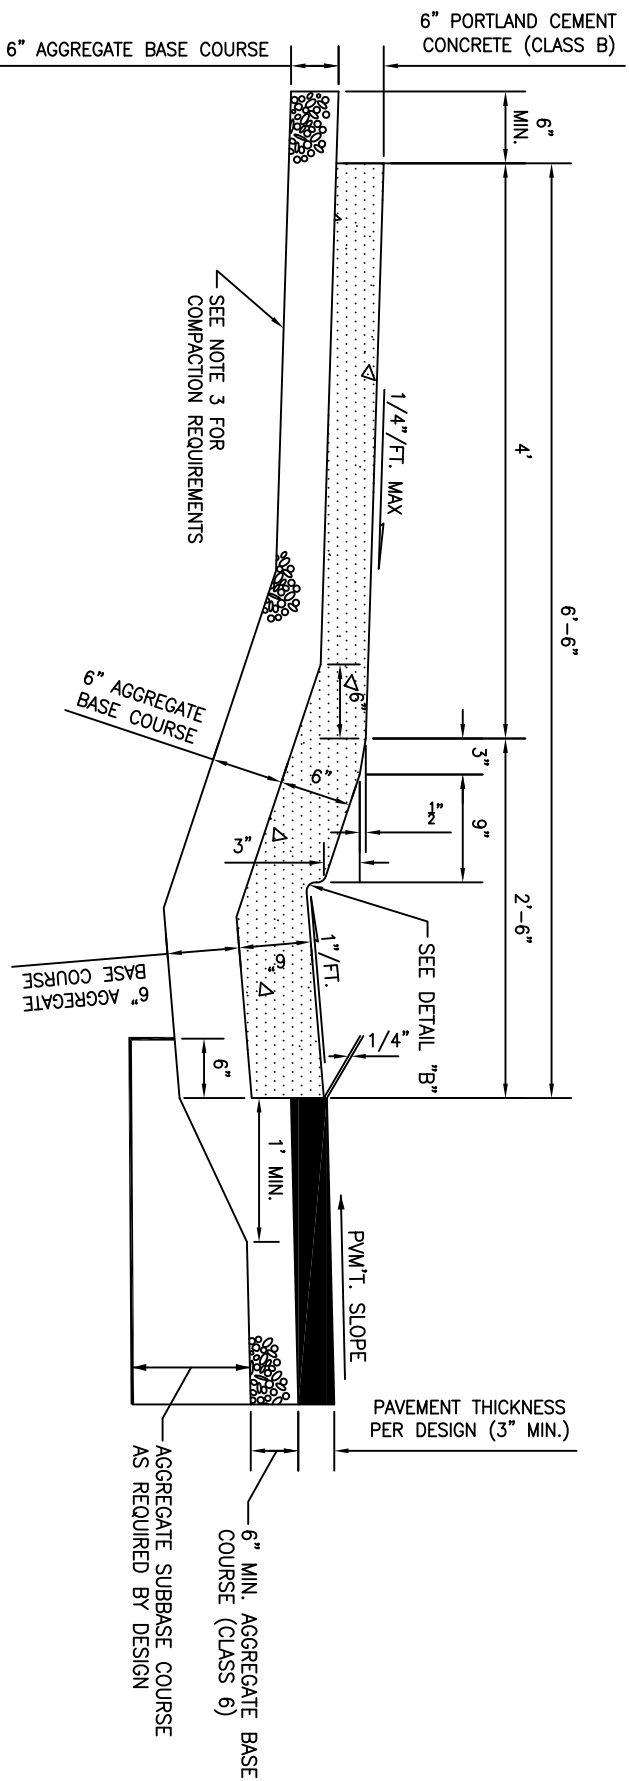 6" PORTLAND CEMENT
CONCRETE (CLASS B)
6" AGGREGATE BASE COURSE
6"
MIN.
4'
6'-6"
1/4"/FT. MAX
SEE NOTE 3 FOR
COMPACTION REQUIREMENTS
6"
3"
9"
1/2"
2'-6"
6" AGGREGATE
BASE COURSE
6"
3"
1"/FT.
SEE DETAIL "B"
6" AGGREGATE
BASE COURSE
6"
1/4"
6"
1' MIN.
PVM'T. SLOPE
PAVEMENT THICKNESS
PER DESIGN (3" MIN.)
6" MIN. AGGREGATE BASE
COURSE (CLASS 6)
AGGREGATE SUBBASE COURSE
AS REQUIRED BY DESIGN